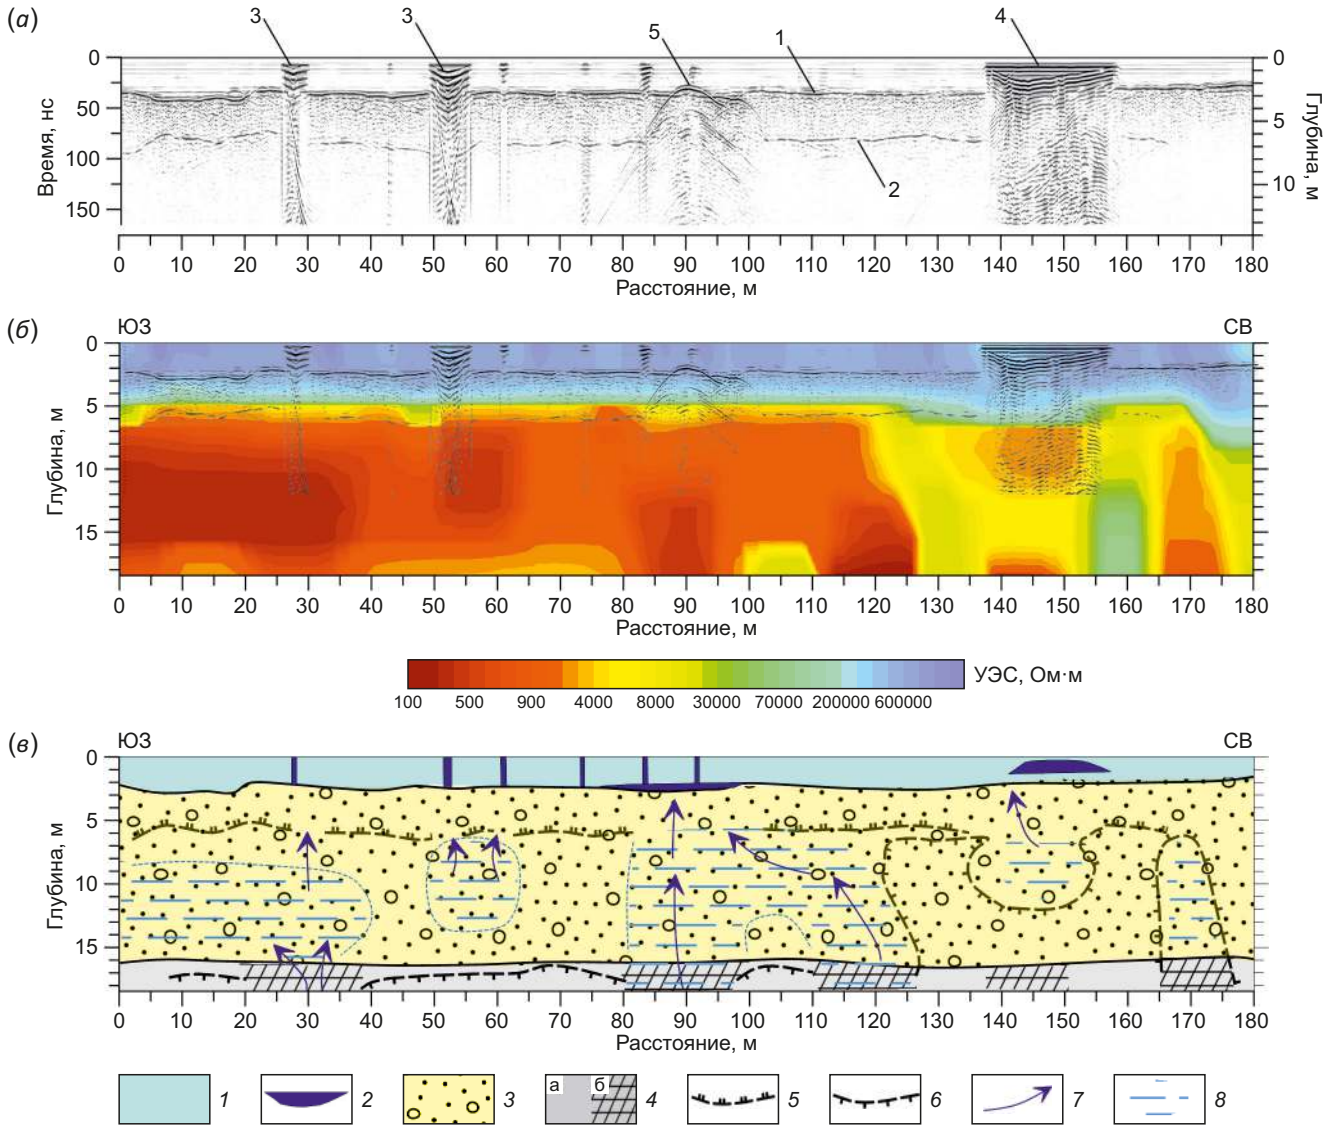 (а)
3 3 5 1 4
0 50 100 150
Время, нс
0 5 10
Глубина, м
2
0 10 20 30 40 50 60 70 80 90 100 110 120 130 140 150 160 170 180
Расстояние, м
(б)
ЮЗ СВ
0 5 10 15
Глубина, м
0 10 20 30 40 50 60 70 80 90 100 110 120 130 140 150 160 170 180
Расстояние, м
УЭС, Ом·м
100 500 900 4000 8000 30000 70000 200000 600000
(в)
ЮЗ СВ
0 5 10 15
Глубина, м
0 10 20 30 40 50 60 70 80 90 100 110 120 130 140 150 160 170 180
Расстояние, м
1 2 3 а б 4 5 6 7 8